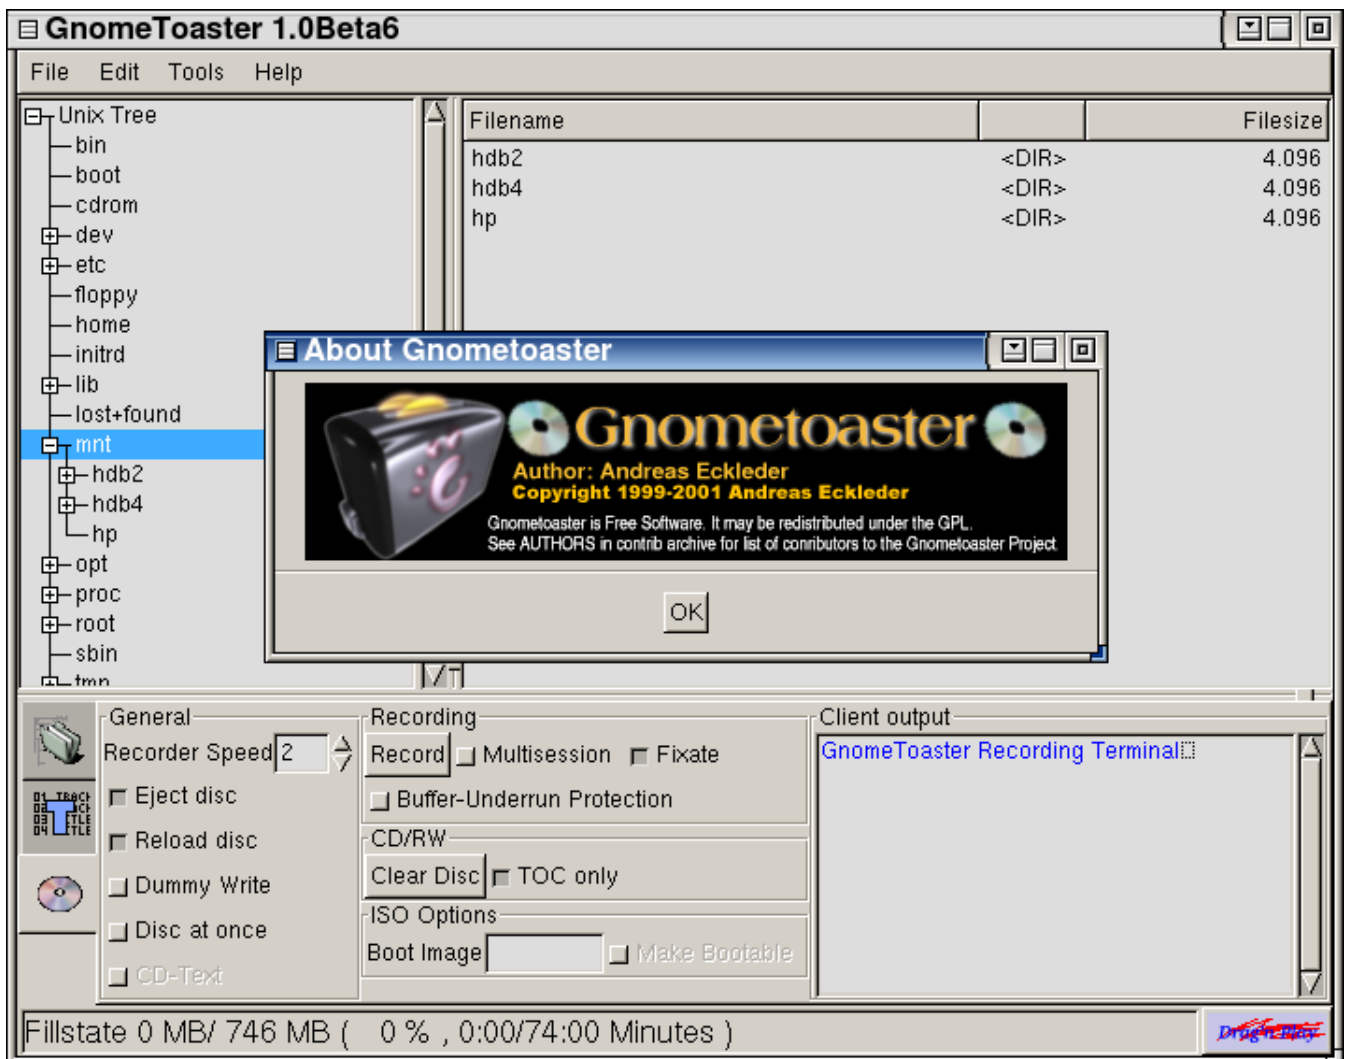 GnomeToaster 1.0Beta6
File Edit Tools Help
Unix Tree
bin
boot
cdrom
dev
etc
floppy
home
initrd
lib
lost+found
mnt
hdb2
hdb4
hp
opt
proc
root
sbin
tmp
Filename Filesize
hdb2 <DIR> 4.096
hdb4 <DIR> 4.096
hp <DIR> 4.096
About Gnometoaster
Gnometoaster
Author: Andreas Eckleder
Copyright 1999-2001 Andreas Eckleder
Gnometoaster is Free Software. It may be redistributed under the GPL.
See AUTHORS in contrib archive for list of conributors to the Gnometoaster Project
OK
01 TRACK
General
Recorder Speed 2
Eject disc
Reload disc
Dummy Write
Disc at once
CD-Text
Recording
Record Multisession Fixate
Buffer-Underrun Protection
CD/RW
Clear Disc TOC only
ISO Options
Boot Image Make Bootable
Client output
GnomeToaster Recording Terminal
Fillstate 0 MB/ 746 MB ( 0 % , 0:00/74:00 Minutes )
Drag'n Play